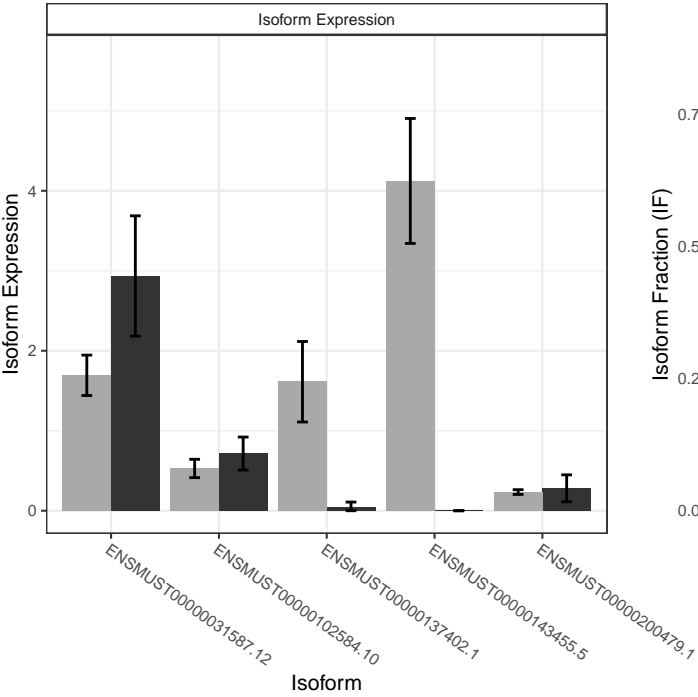 Isoform Expression
Isoform Expression
4
2
0
ENSMUST00000031587.12
ENSMUST00000102584.10
ENSMUST00000137402.1
ENSMUST00000143455.5
ENSMUST00000200479.1
Isoform
Isoform Fraction (IF)
0.7
0.5
0.2
0.0